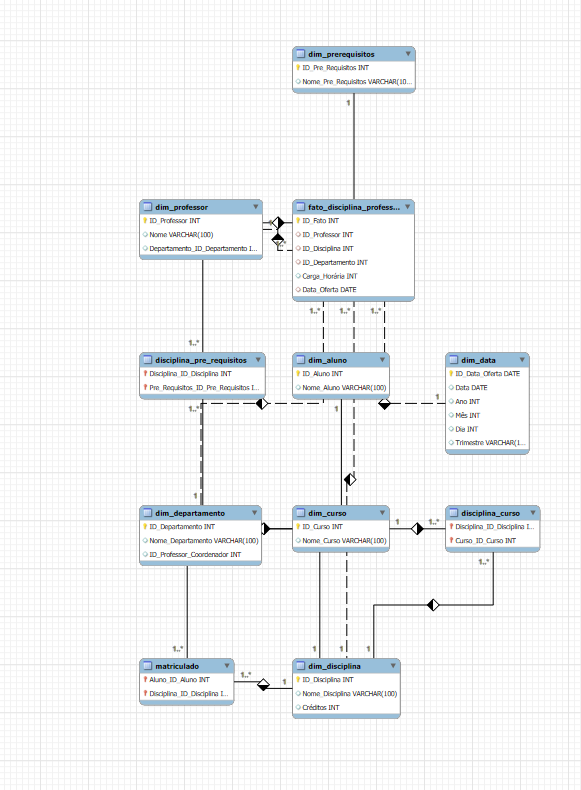 dim_prerequisitos
ID_Pre_Requisitos INT
Nome_Pre_Requisitos VARCHAR(10...
1
dim_professor
ID_Professor INT
Nome VARCHAR(100)
Departamento_ID_Departamento I...
1
1..*
fato_disciplina_profess...
ID_Fato INT
ID_Professor INT
ID_Disciplina INT
ID_Departamento INT
Carga_Horária INT
Data_Oferta DATE
1..*
1..*
1..*
1..*
disciplina_pre_requisitos
Disciplina_ID_Disciplina INT
Pre_Requisitos_ID_Pre_Requisitos I...
1..*
dim_aluno
ID_Aluno INT
Nome_Aluno VARCHAR(100)
1
dim_data
ID_Data_Oferta DATE
Data DATE
Ano INT
Mês INT
Dia INT
Trimestre VARCHAR(1...
1
1
dim_departamento
ID_Departamento INT
Nome_Departamento VARCHAR(100)
ID_Professor_Coordenador INT
dim_curso
ID_Curso INT
Nome_Curso VARCHAR(100)
1
1..*
disciplina_curso
Disciplina_ID_Disciplina I...
Curso_ID_Curso INT
1..*
1..*
1
1
1
matriculado
Aluno_ID_Aluno INT
Disciplina_ID_Disciplina I...
1..*
1
dim_disciplina
ID_Disciplina INT
Nome_Disciplina VARCHAR(100)
Créditos INT